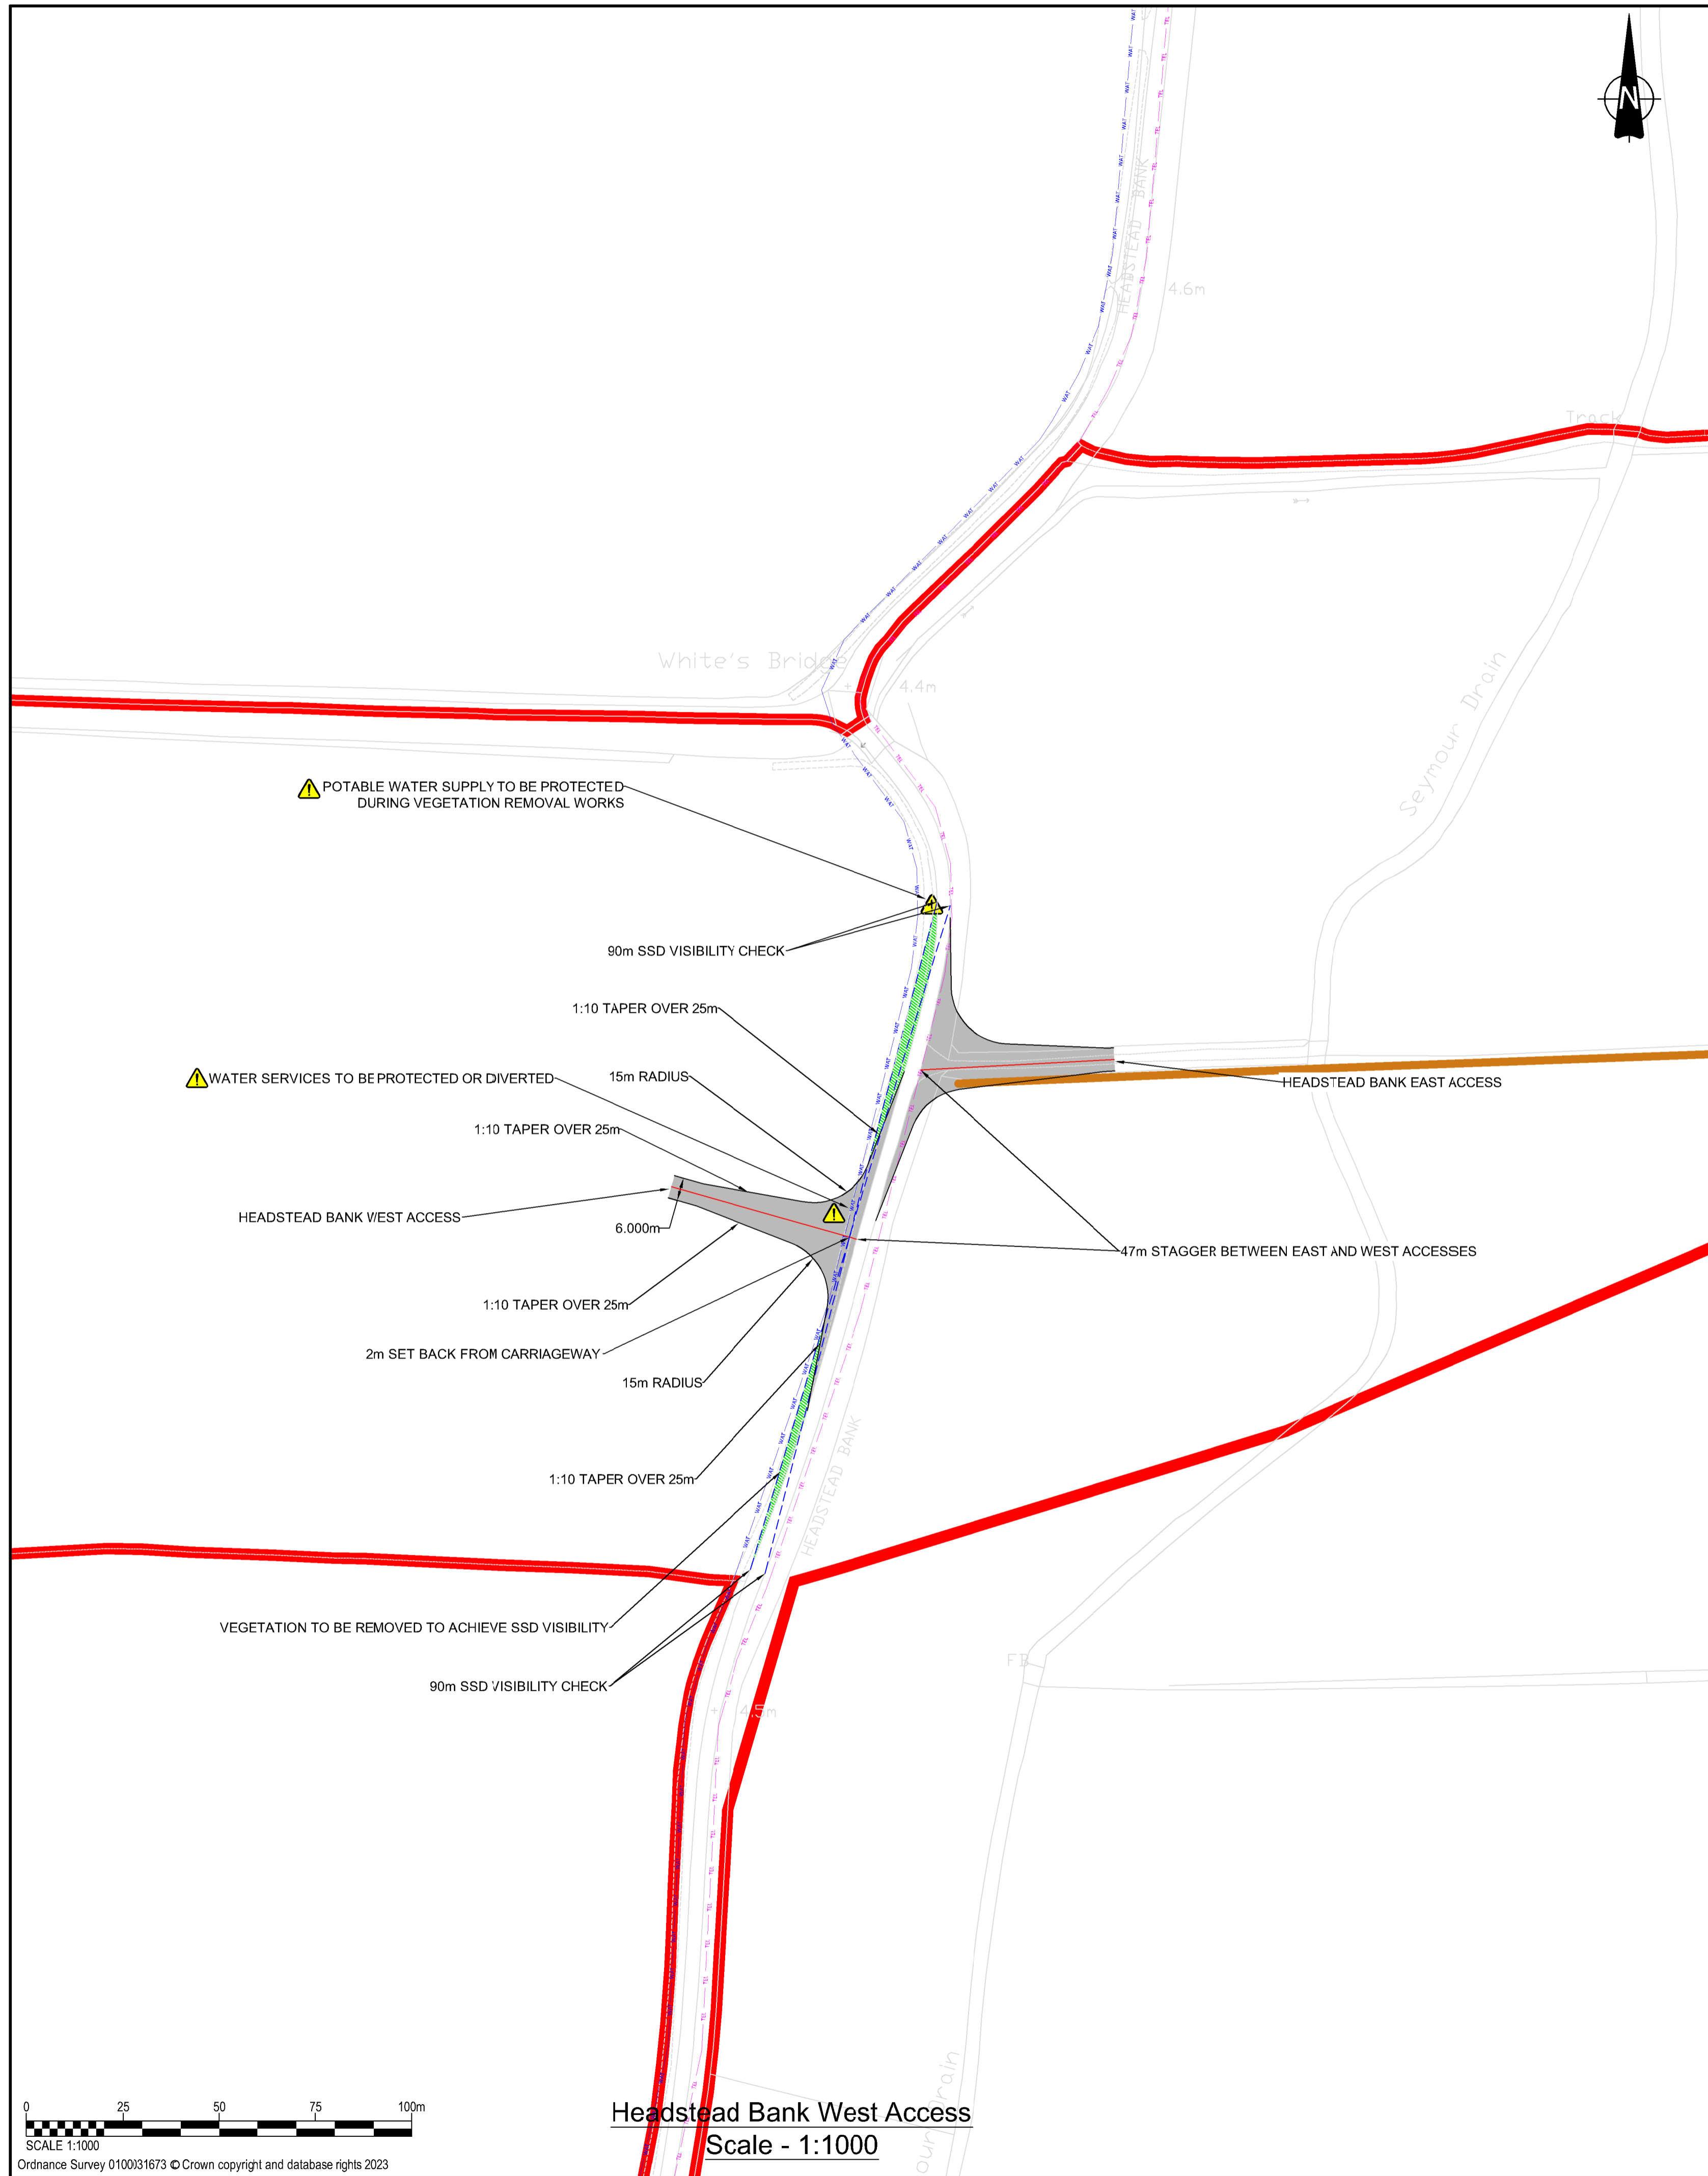 N
HEADSTEAD BANK
4.6m
Track
White's Bridge
4.4m
Seymour Drain
POTABLE WATER SUPPLY TO BE PROTECTED
DURING VEGETATION REMOVAL WORKS
90m SSD VISIBILITY CHECK
1:10 TAPER OVER 25m
WATER SERVICES TO BE PROTECTED OR DIVERTED
15m RADIUS
HEADSTEAD BANK EAST ACCESS
1:10 TAPER OVER 25m
HEADSTEAD BANK WEST ACCESS
6.000m
47m STAGGER BETWEEN EAST AND WEST ACCESSES
1:10 TAPER OVER 25m
2m SET BACK FROM CARRIAGEWAY
15m RADIUS
HEADSTEAD BANK
1:10 TAPER OVER 25m
VEGETATION TO BE REMOVED TO ACHIEVE SSD VISIBILITY
FB
90m SSD VISIBILITY CHECK
4.5m
WAT
TEL
our Drain
0 25 50 75 100m
SCALE 1:1000
Headstead Bank West Access
Scale - 1:1000
Ordnance Survey 0100031673 © Crown copyright and database rights 2023